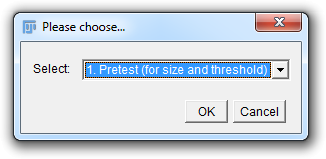 Please choose...
Select: 1. Pretest (for size and threshold)
OK Cancel